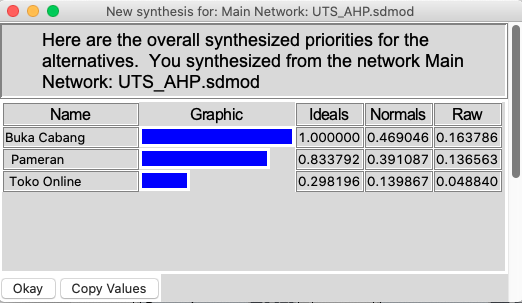 New synthesis for: Main Network: UTS_AHP.sdmod
Here are the overall synthesized priorities for the
alternatives. You synthesized from the network Main
Network: UTS_AHP.sdmod
Name Graphic Ideals Normals Raw
Buka Cabang 1.000000 0.469046 0.163786
Pameran 0.833792 0.391087 0.136563
Toko Online 0.298196 0.139867 0.048840
Okay Copy Values